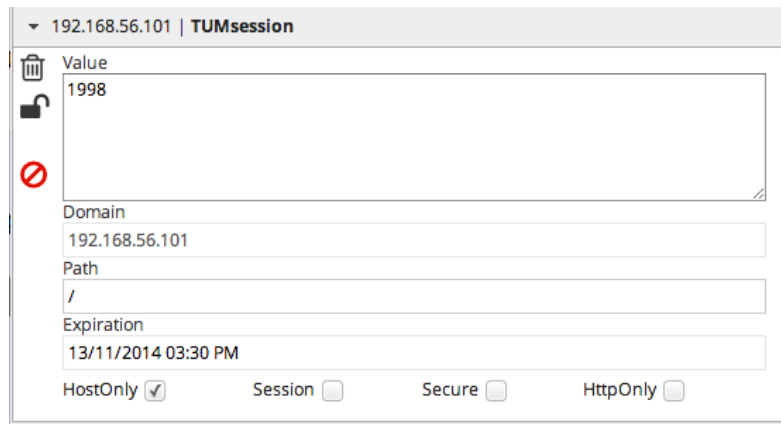 192.168.56.101 | TUMsession
Value
1998
Domain
192.168.56.101
Path
/
Expiration
13/11/2014 03:30 PM
HostOnly Session Secure HttpOnly